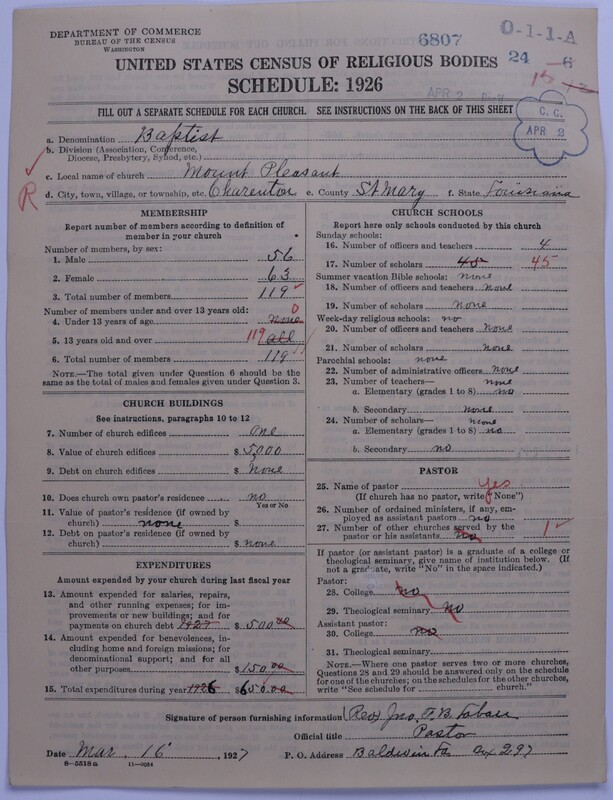 DEPARTMENT OF COMMERCE
BUREAU OF THE CENSUS
WASHINGTON
6807
O-1-1-A
24
UNITED STATES CENSUS OF RELIGIOUS BODIES
SCHEDULE: 1926
APR 2
FILL OUT A SEPARATE SCHEDULE FOR EACH CHURCH. SEE INSTRUCTIONS ON THE BACK OF THIS SHEET
C. C.
APR 2
a. Denomination Baptist
b. Division (Association, Conference,
Diocese, Presbytery, Synod, etc.)
c. Local name of church Mount Pleasant
R
d. City, town, village, or township, etc. Charenton e. County St Mary f. State Louisiana
MEMBERSHIP
Report number of members according to definition of
member in your church
Number of members, by sex:
1. Male 56
2. Female 63
3. Total number of members 119
Number of members under and over 13 years old: 0
4. Under 13 years of age none
5. 13 years old and over 119 all
6. Total number of members 119
NOTE.—The total given under Question 6 should be the
same as the total of males and females given under Question 3.
CHURCH BUILDINGS
See instructions, paragraphs 10 to 12
7. Number of church edifices one
8. Value of church edifices $ 5,000
9. Debt on church edifices $ None
10. Does church own pastor's residence no
Yes or No
11. Value of pastor's residence (if owned by
church) none $
12. Debt on pastor's residence (if owned by
church) $ none
EXPENDITURES
Amount expended by your church during last fiscal year
13. Amount expended for salaries, repairs,
and other running expenses; for im-
provements or new buildings; and for
payments on church debt 1927 $ 500.00
14. Amount expended for benevolences,
including home and foreign missions; for
denominational support; and for all
other purposes $ 150.00
15. Total expenditures during year 1926 $ 650.00
CHURCH SCHOOLS
Report here only schools conducted by this church
Sunday schools:
16. Number of officers and teachers 4
17. Number of scholars 45 45
Summer vacation Bible schools: none
18. Number of officers and teachers none
19. Number of scholars none
Week-day religious schools: no
20. Number of officers and teachers none
21. Number of scholars none
Parochial schools: none
22. Number of administrative officers none
23. Number of teachers— none
a. Elementary (grades 1 to 8) no
b. Secondary none
24. Number of scholars— none
a. Elementary (grades 1 to 8) no
b. Secondary no
PASTOR
25. Name of pastor yes
(If church has no pastor, write "None")
26. Number of ordained ministers, if any, em-
ployed as assistant pastors no
27. Number of other churches served by the
pastor or his assistants no 1
If pastor (or assistant pastor) is a graduate of a college or
theological seminary, give name of institution below. (If
not a graduate, write "No" in the space indicated.)
Pastor:
28. College no
29. Theological seminary No
Assistant pastor:
30. College no
31. Theological seminary
NOTE.—Where one pastor serves two or more churches,
Questions 28 and 29 should be answered only on the schedule
for one of the churches; on the schedules for the other churches,
write "See schedule for church."
Signature of person furnishing information (Rev) Jno. F. B.
Official title Pastor
Date Mar. 16, 1927 P. O. Address Baldwin La 297
8—5518a 11—9034